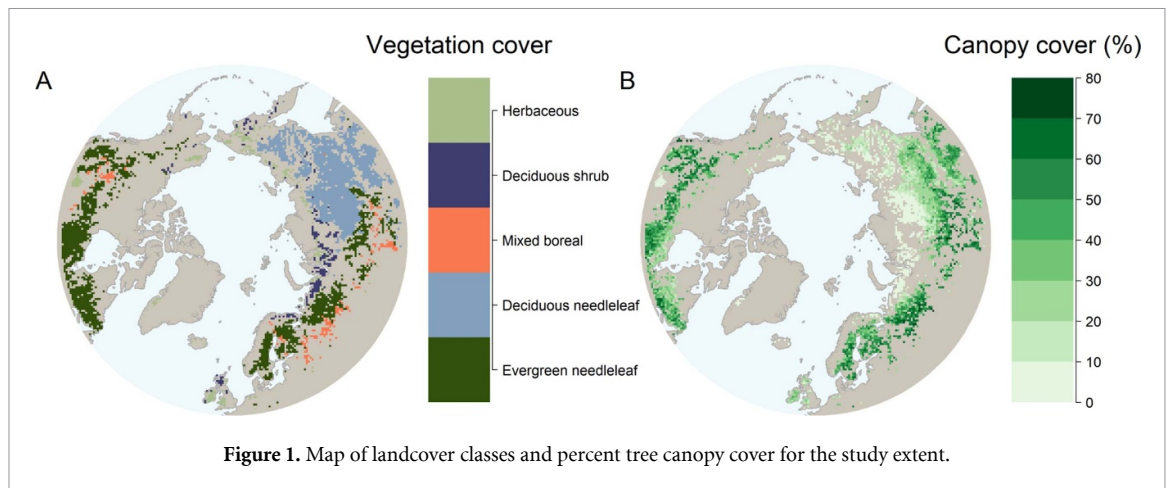 A
Vegetation cover
Herbaceous
Deciduous shrub
Mixed boreal
Deciduous needleleaf
Evergreen needleleaf
B
Canopy cover (%)
80
70
60
50
40
30
20
10
0
Figure 1. Map of landcover classes and percent tree canopy cover for the study extent.